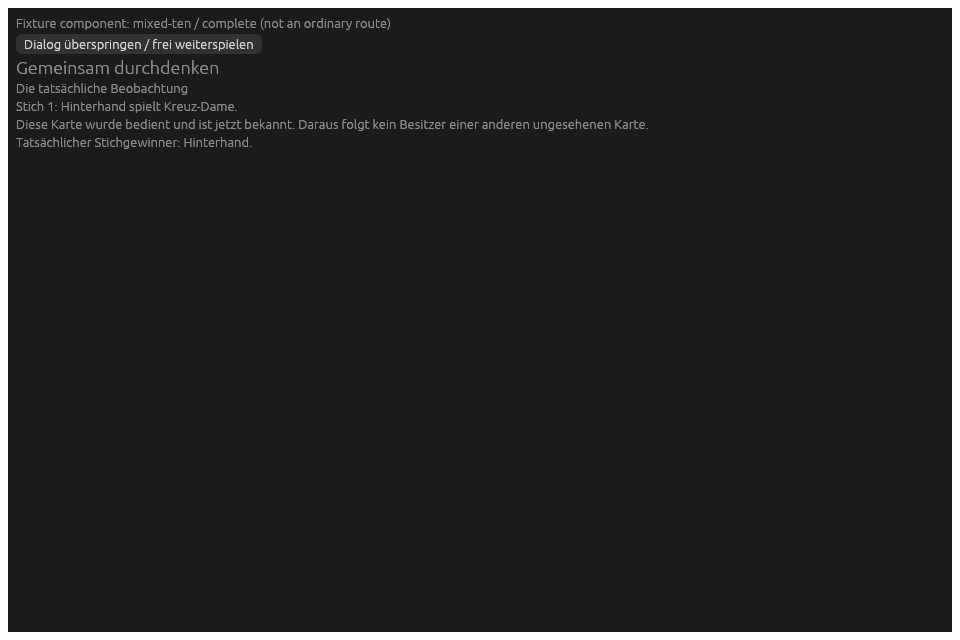 Fixture component: mixed-ten / complete (not an ordinary route)
Dialog überspringen / frei weiterspielen
Gemeinsam durchdenken
Die tatsächliche Beobachtung
Stich 1: Hinterhand spielt Kreuz-Dame.
Diese Karte wurde bedient und ist jetzt bekannt. Daraus folgt kein Besitzer einer anderen ungesehenen Karte.
Tatsächlicher Stichgewinner: Hinterhand.